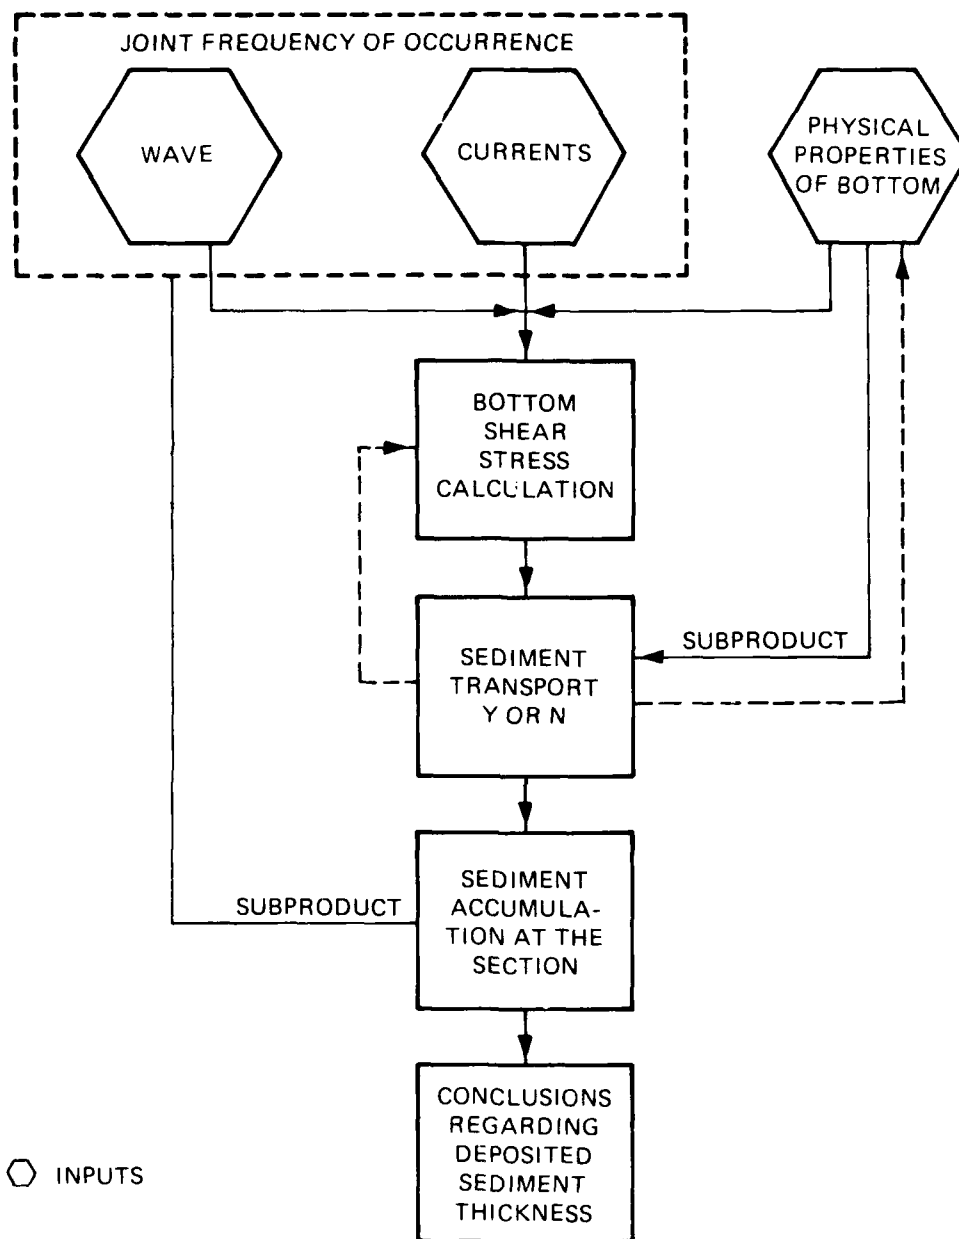 JOINT FREQUENCY OF OCCURRENCE
WAVE
CURRENTS
PHYSICAL
PROPERTIES
OF BOTTOM
BOTTOM
SHEAR
STRESS
CALCULATION
SUBPRODUCT
SEDIMENT
TRANSPORT
Y OR N
SUBPRODUCT
SEDIMENT
ACCUMULA-
TION AT THE
SECTION
CONCLUSIONS
REGARDING
DEPOSITED
SEDIMENT
THICKNESS
INPUTS